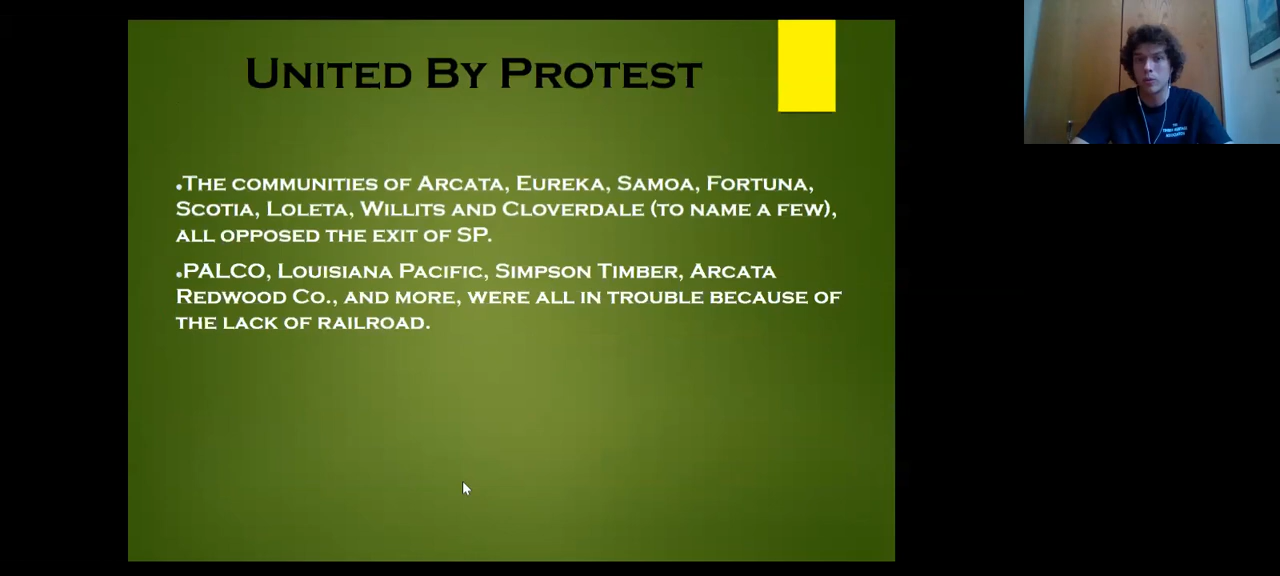 United By Protest
•The communities of Arcata, Eureka, Samoa, Fortuna,
Scotia, Loleta, Willits and Cloverdale (to name a few),
all opposed the exit of SP.
•PALCO, Louisiana Pacific, Simpson Timber, Arcata
Redwood Co., and more, were all in trouble because of
the lack of railroad.